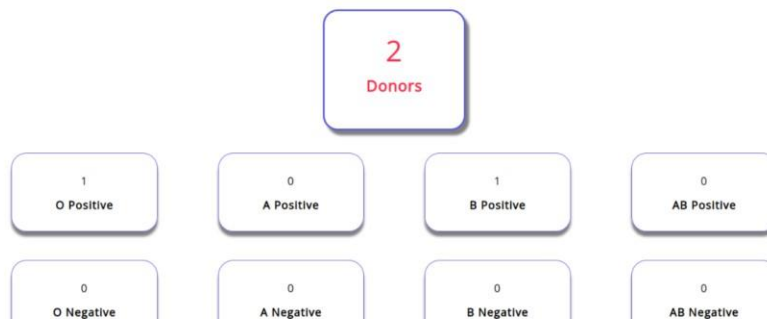 2
Donors
1 0 1 0
O Positive A Positive B Positive AB Positive
0 0 0 0
O Negative A Negative B Negative AB Negative